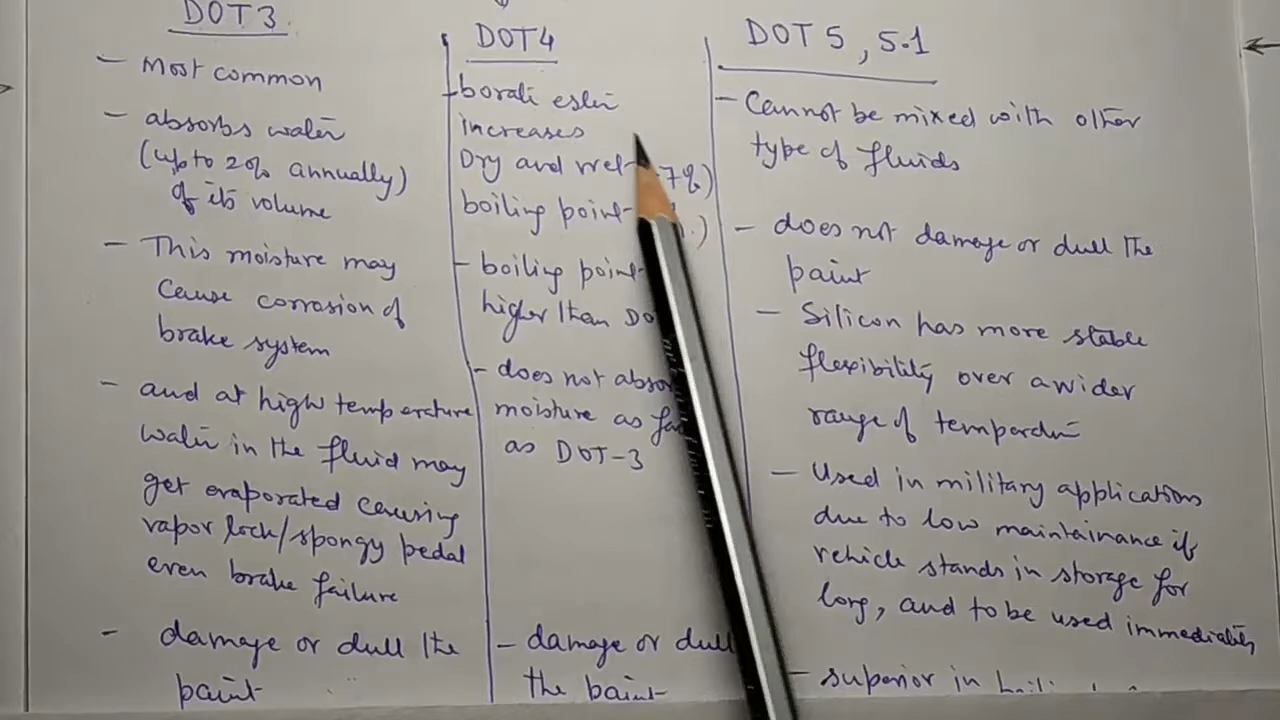 DOT 3
- Most common
- absorbs water
(up to 2% annually)
of its volume
- This moisture may
cause corrosion of
brake system
- and at high temperature
water in the fluid may
get evaporated causing
vapor lock/spongy pedal
even brake failure
- damage or dull the
paint
DOT4
- borate ester
increases
Dry and wet 7%)
boiling point
- boiling point
higher than
- does not
moisture as
as DOT-3
- damage or dull
the paint
DOT 5, 5.1
- Cannot be mixed with other
type of fluids
- does not damage or dull the
paint
- Silicon has more stable
flexibility over a wider
range of temperature
- Used in military applications
due to low maintainance if
vehicle stands in storage for
long, and to be used immediately
- superior in